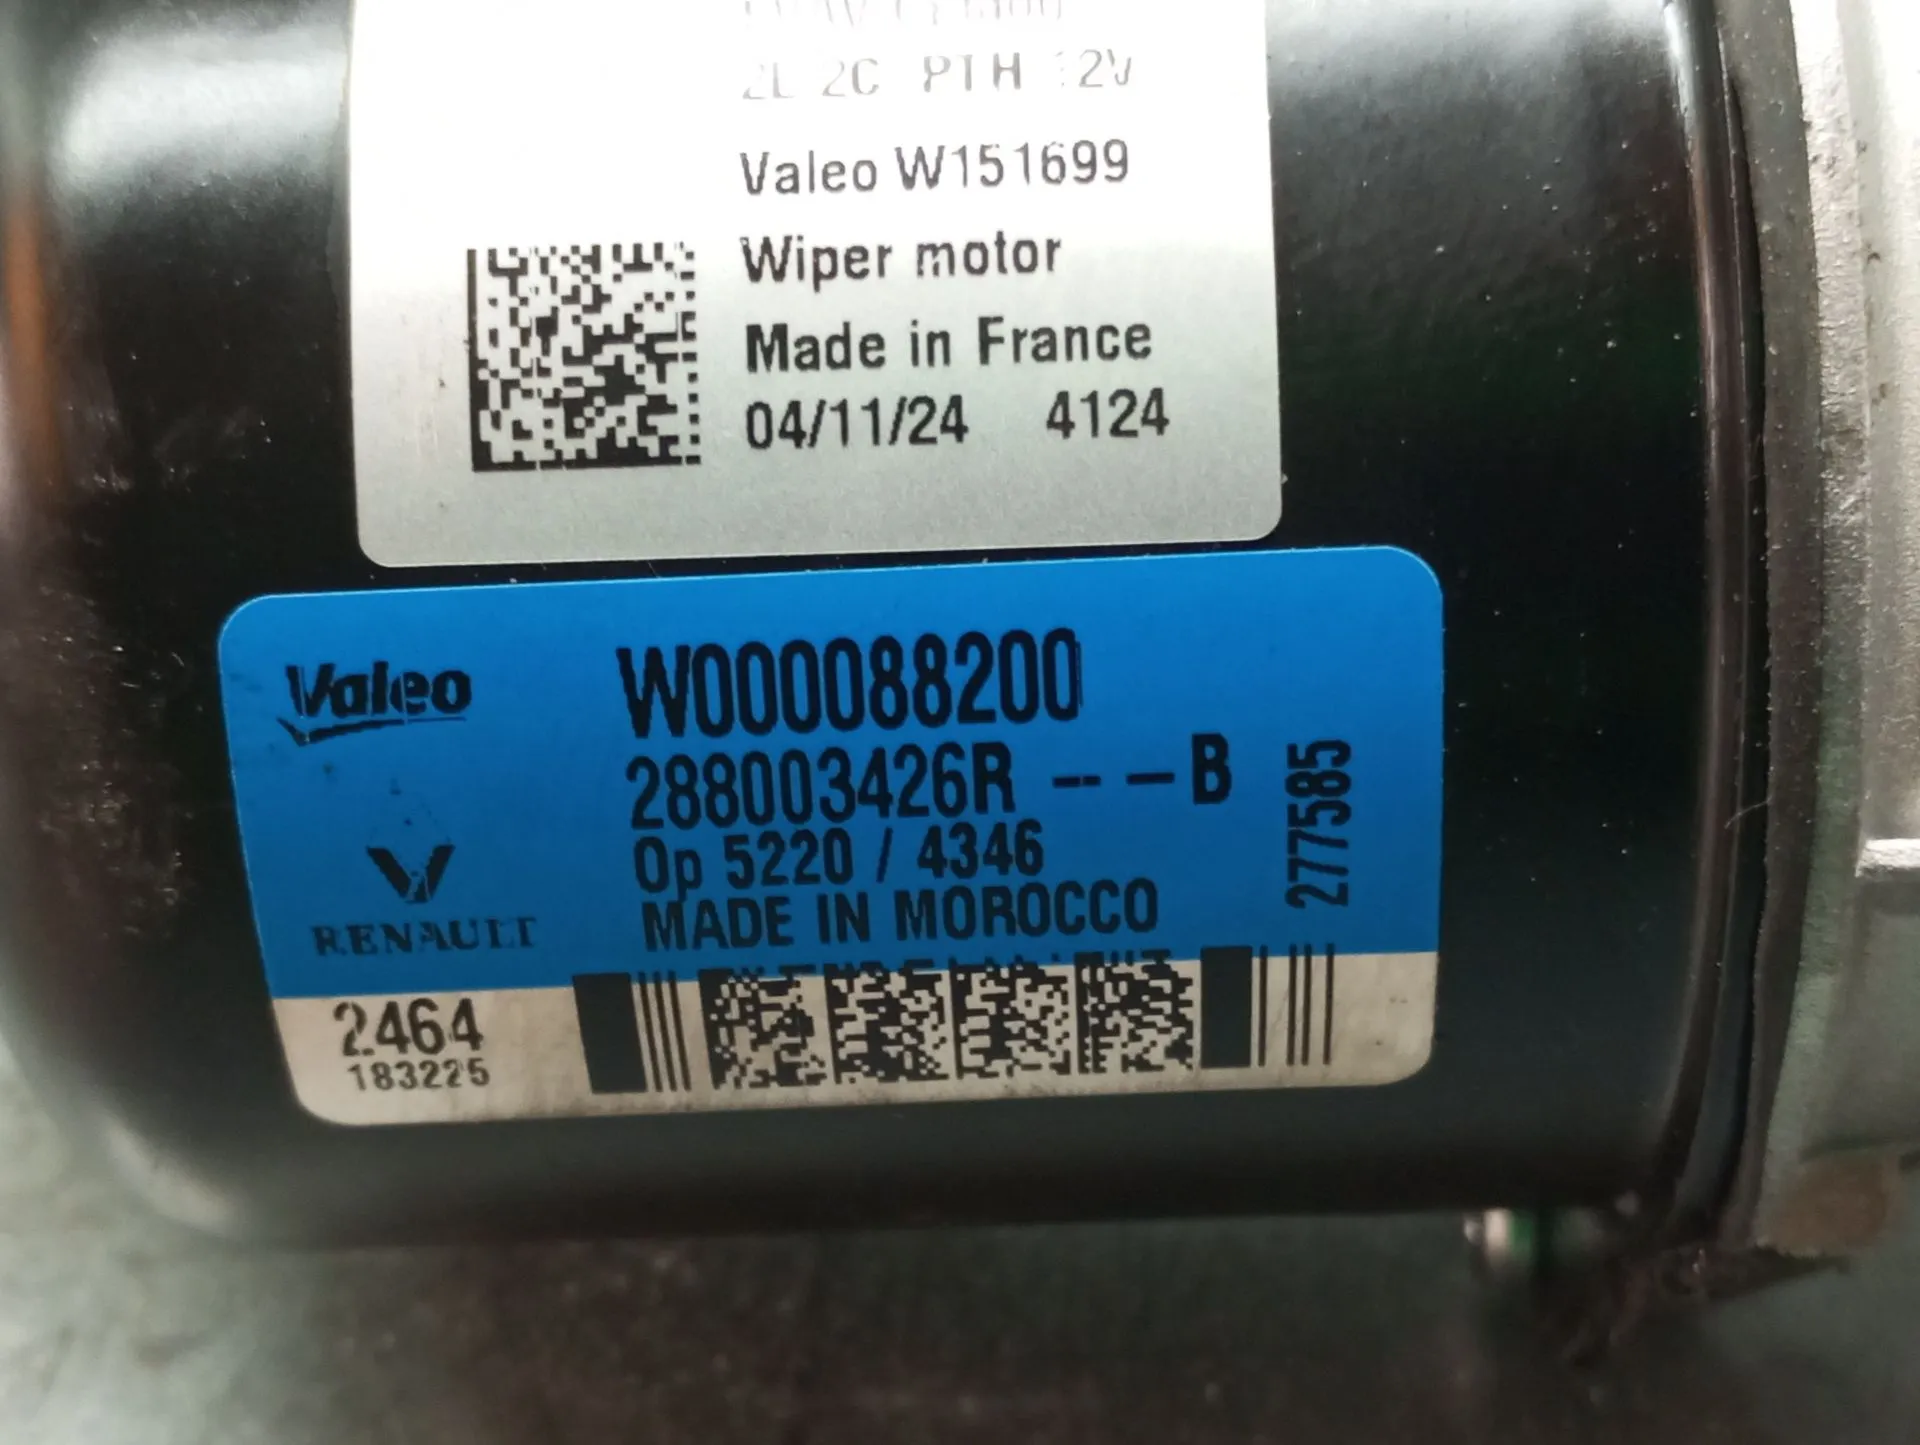 2C PTH 12V
Valeo W151699
Wiper motor
Made in France
04/11/24 4124
Valeo
W000088200
288003426R -- - B
Op 5220 / 4346
MADE IN MOROCCO
277585
RENAULT
2464
183225